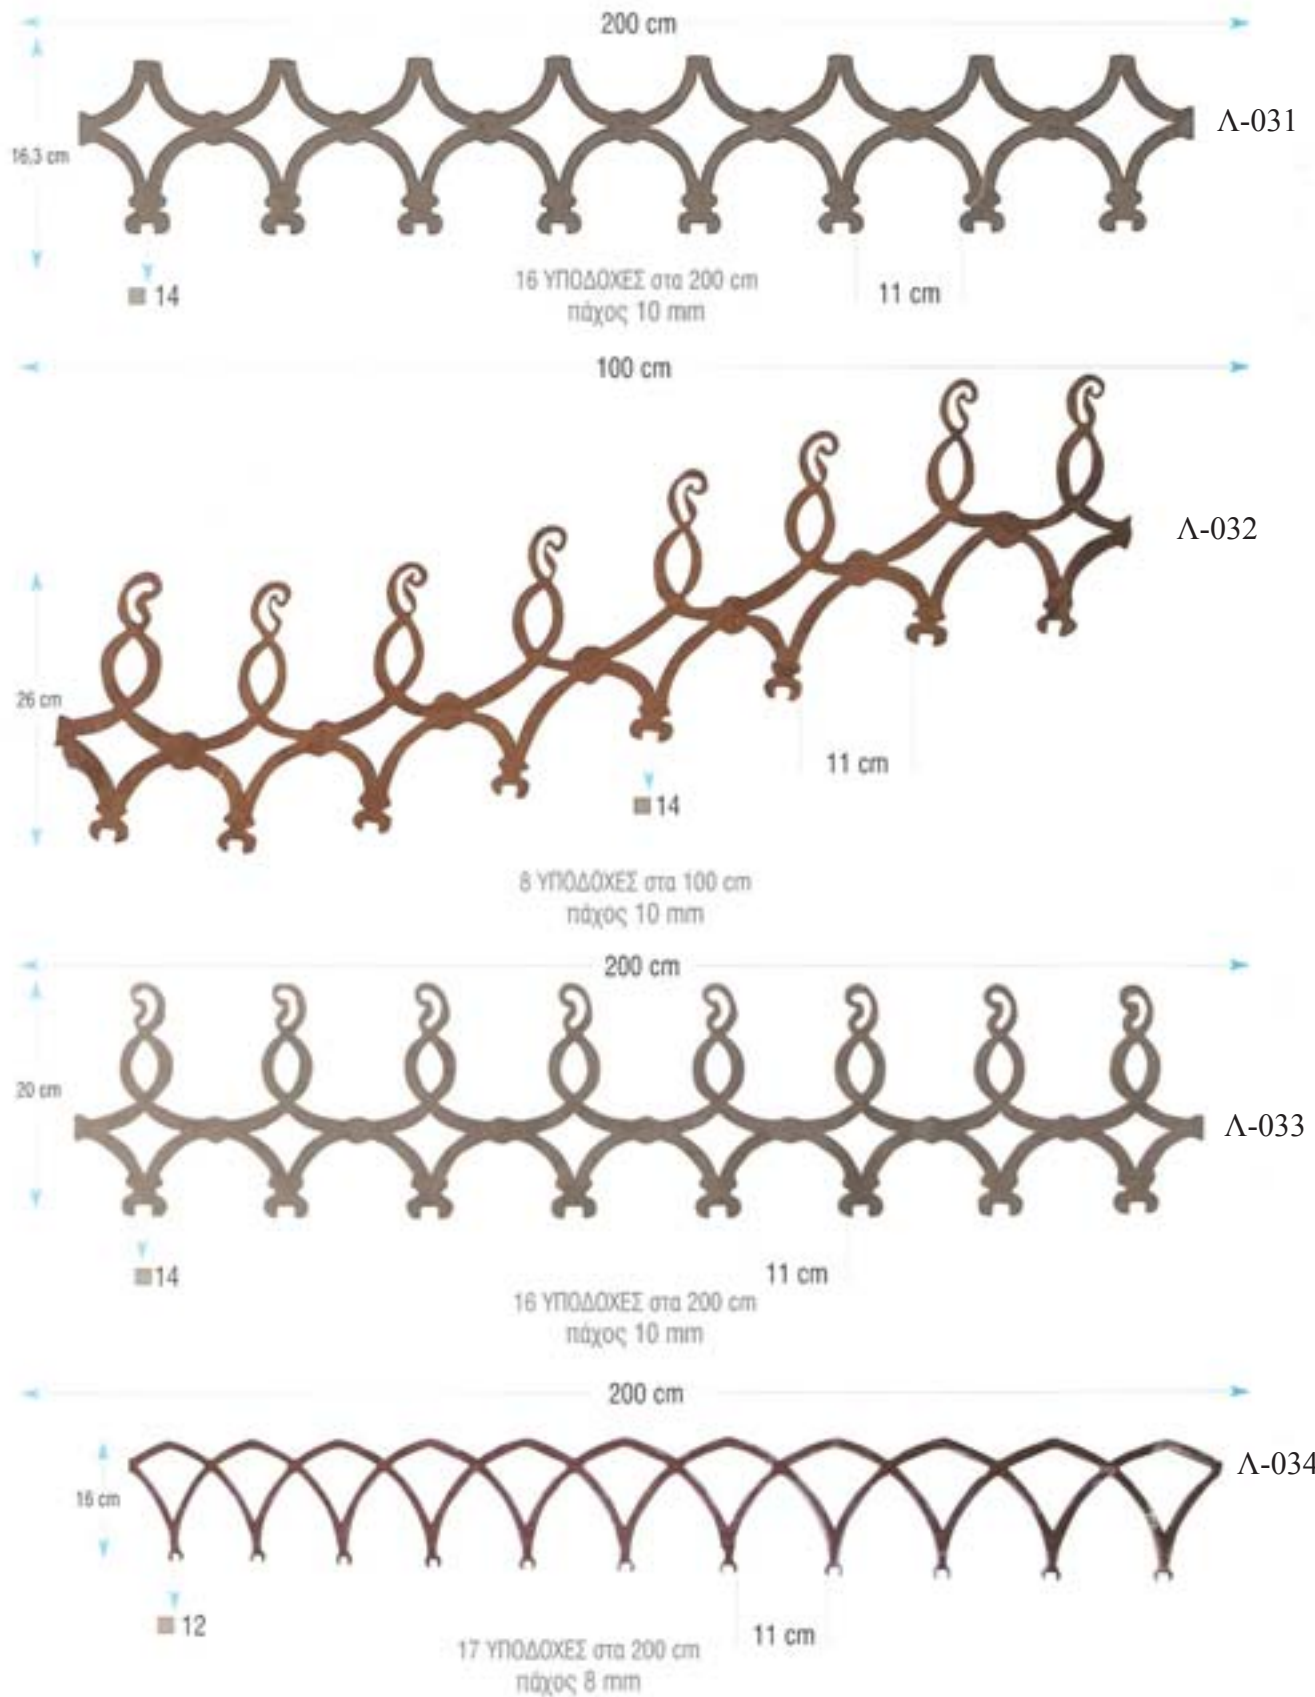 200 cm
Λ-031
16,3 cm
14
16 ΥΠΟΔΟΧΕΣ στα 200 cm
πάχος 10 mm
11 cm
100 cm
Λ-032
26 cm
11 cm
14
8 ΥΠΟΔΟΧΕΣ στα 100 cm
πάχος 10 mm
200 cm
20 cm
Λ-033
14
11 cm
16 ΥΠΟΔΟΧΕΣ στα 200 cm
πάχος 10 mm
200 cm
Λ-034
16 cm
12
11 cm
17 ΥΠΟΔΟΧΕΣ στα 200 cm
πάχος 8 mm